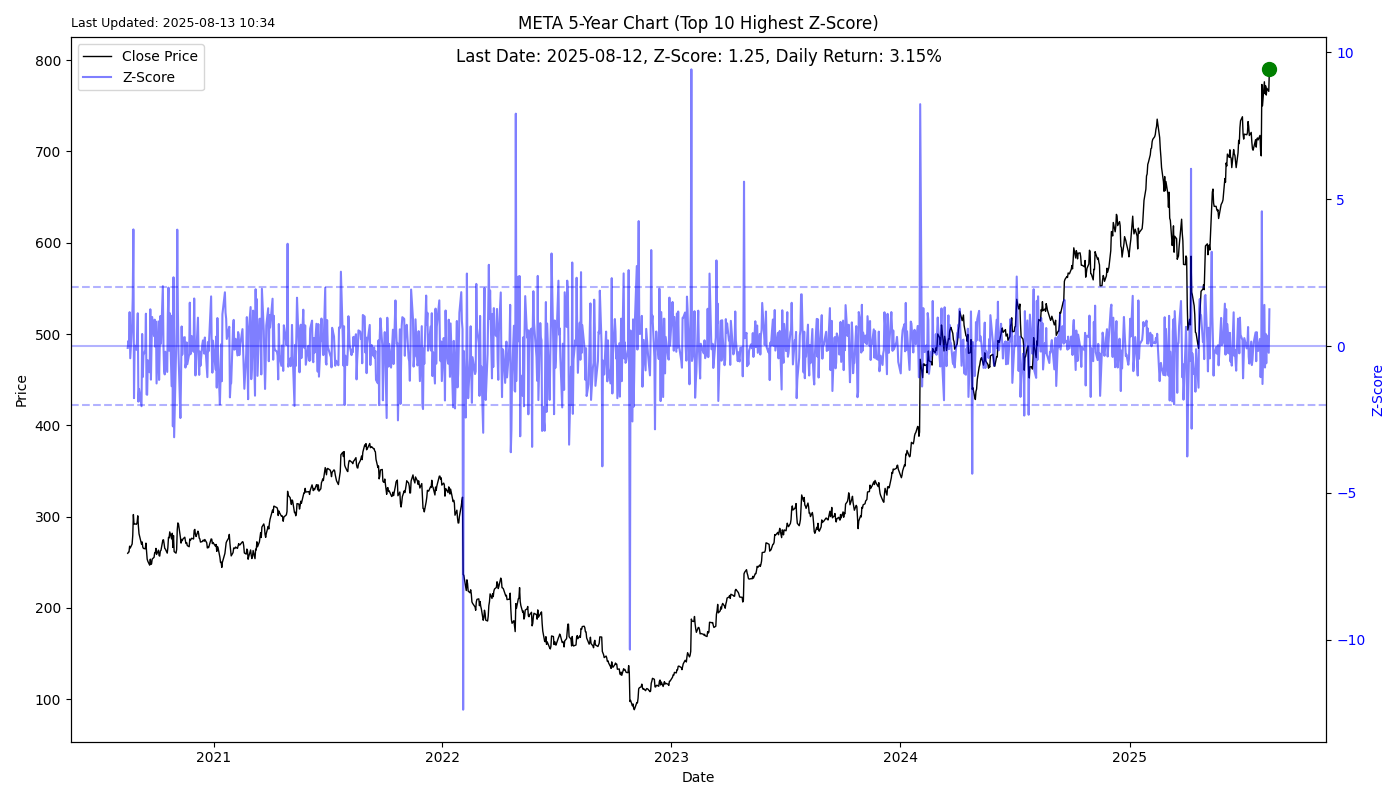 Last Updated: 2025-08-13 10:34
META 5-Year Chart (Top 10 Highest Z-Score)
Last Date: 2025-08-12, Z-Score: 1.25, Daily Return: 3.15%
Close Price
Z-Score
800
700
600
500
400
300
200
100
Price
10
5
0
−5
−10
Z-Score
2021
2022
2023
2024
2025
Date